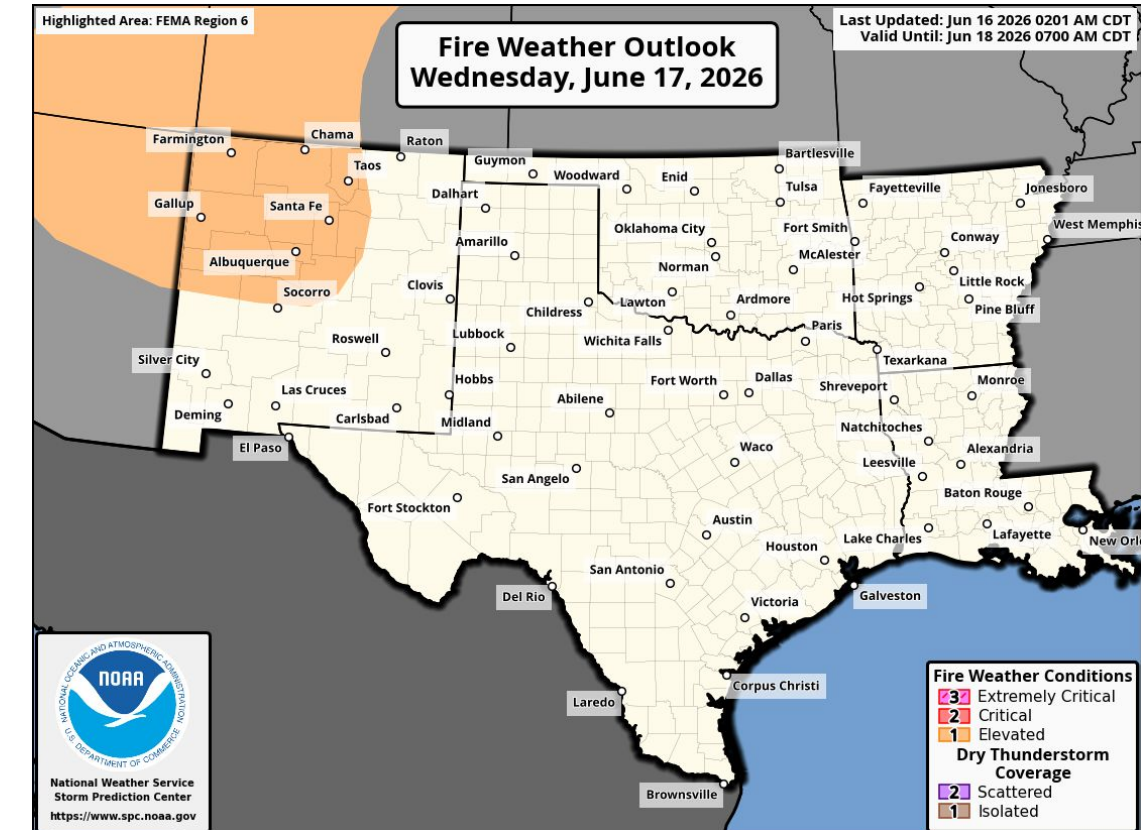 Highlighted Area: FEMA Region 6
Last Updated: Jun 16 2026 0201 AM CDT
Valid Until: Jun 18 2026 0700 AM CDT
Fire Weather Outlook
Wednesday, June 17, 2026
Farmington
Chama
Raton
Taos
Gallup
Santa Fe
Albuquerque
Socorro
Clovis
Roswell
Silver City
Las Cruces
Deming
Carlsbad
Hobbs
Guymon
Woodward
Enid
Bartlesville
Tulsa
Oklahoma City
Norman
McAlester
Lawton
Ardmore
Fayetteville
Jonesboro
Fort Smith
Conway
West Memphis
Little Rock
Hot Springs
Pine Bluff
Dalhart
Amarillo
Childress
Lubbock
Wichita Falls
Paris
Texarkana
Fort Worth
Dallas
Abilene
Midland
El Paso
San Angelo
Waco
Fort Stockton
Austin
Houston
San Antonio
Del Rio
Victoria
Galveston
Laredo
Corpus Christi
Brownsville
Shreveport
Monroe
Natchitoches
Alexandria
Leesville
Baton Rouge
Lake Charles
Lafayette
New Orl
NATIONAL OCEANIC AND ATMOSPHERIC ADMINISTRATION
NOAA
U.S. DEPARTMENT OF COMMERCE
National Weather Service
Storm Prediction Center
https://www.spc.noaa.gov
Fire Weather Conditions
3 Extremely Critical
2 Critical
1 Elevated
Dry Thunderstorm
Coverage
2 Scattered
1 Isolated